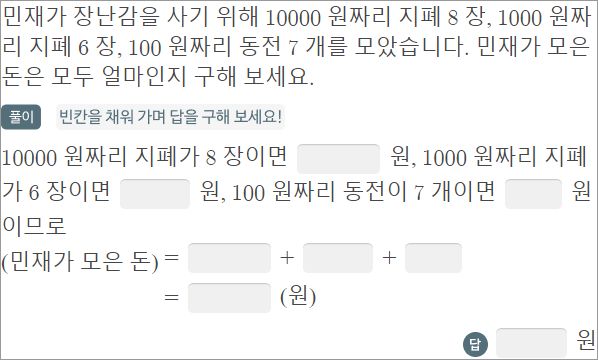 민재가 장난감을 사기 위해 10000 원짜리 지폐 8 장, 1000 원짜
리 지폐 6 장, 100 원짜리 동전 7 개를 모았습니다. 민재가 모은
돈은 모두 얼마인지 구해 보세요.
풀이 빈칸을 채워 가며 답을 구해 보세요!
10000 원짜리 지폐가 8 장이면 원, 1000 원짜리 지폐
가 6 장이면 원, 100 원짜리 동전이 7 개이면 원
이므로
(민재가 모은 돈) = + +
= (원)
답 원